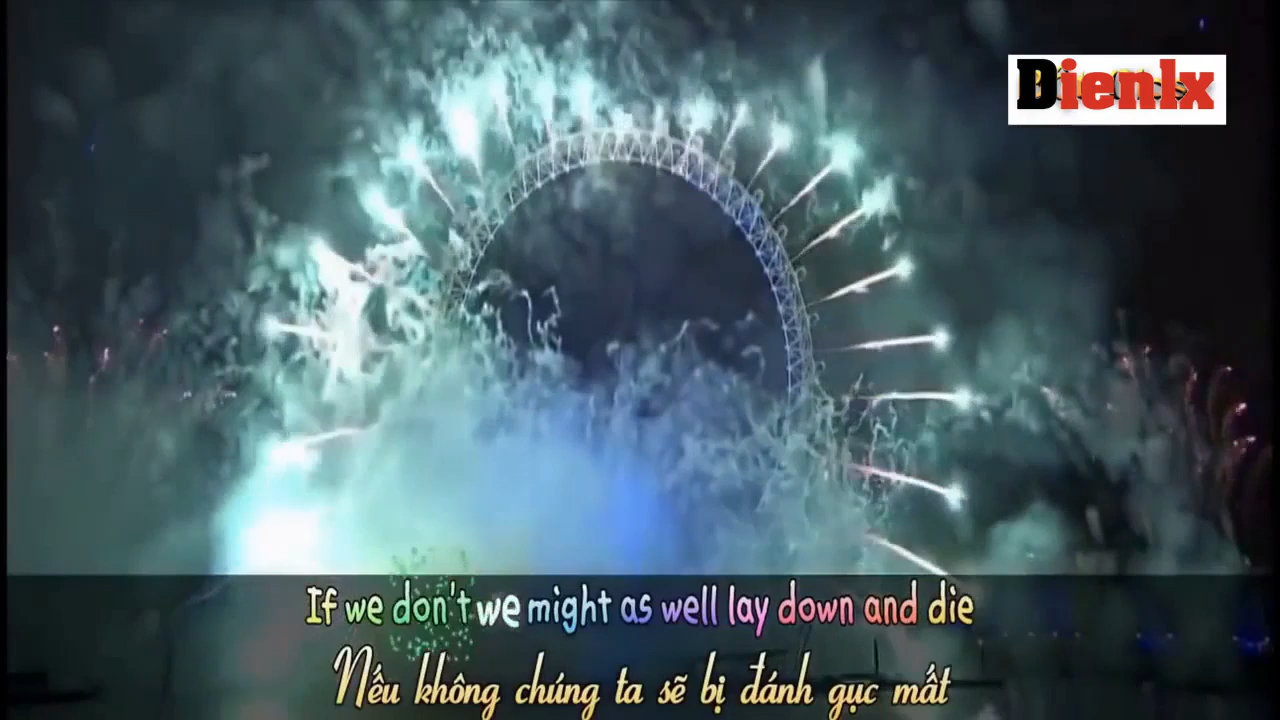 Dienlx
If we don't we might as well lay down and die
Nếu không chúng ta sẽ bị đánh gục mất